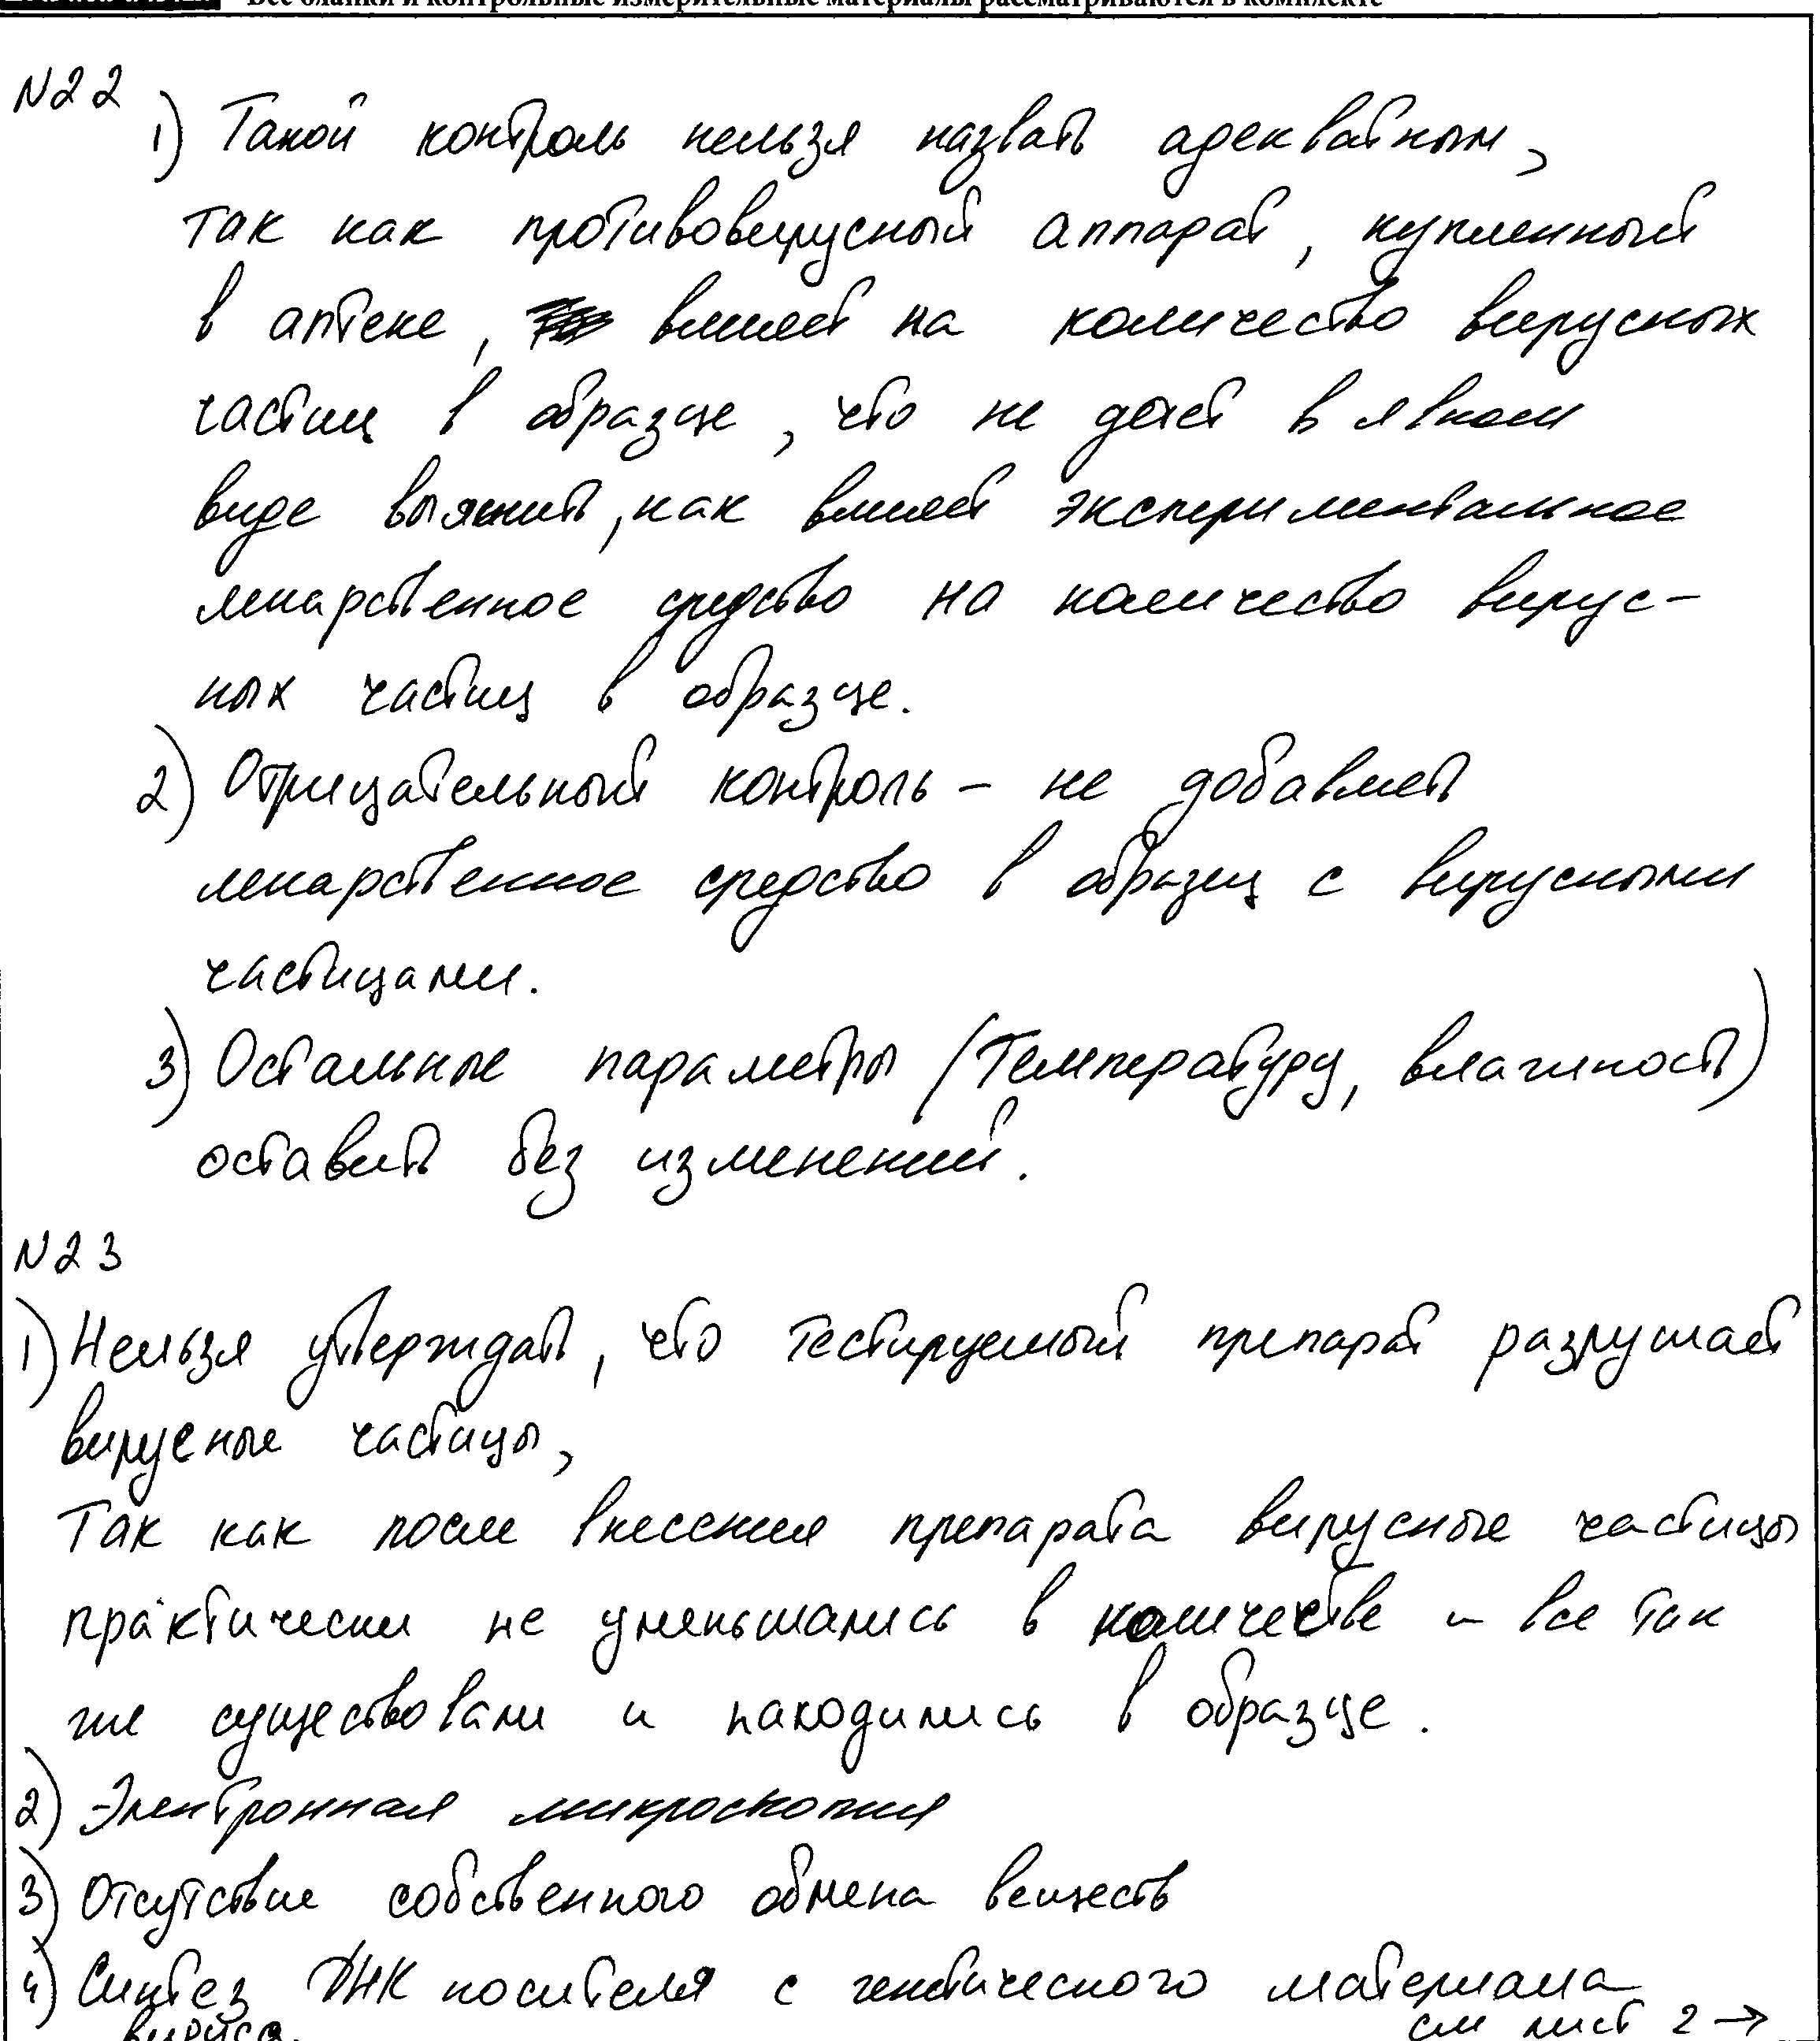 Все бланки и контрольные измерительные материалы рассматриваются в комплекте
N22
1) Такой контроль нельзя назвать адекватным,
так как противовирусный аппарат, купленный
в аптеке, влияет на количество вирусных
частиц в образце, что не даст в явном
виде выяснить, как влияет экспериментальное
лекарственное средство на количество вирус-
ных частиц в образце.
2) Отрицательный контроль - не добавлять
лекарственное средство в образец с вирусными
частицами.
3) Остальные параметры (температуру, влажность)
оставить без изменений.
N23
1) Нельзя утверждать, что тестируемый препарат разрушает
вирусные частицы,
так как после внесения препарата вирусные частицы
практически не уменьшались в количестве - все так
же существовали и находились в образце.
2) Электронная микроскопия
3) Отсутствие собственного обмена веществ
4) Синтез ДНК носителя с генетического материала
вируса.
см лист 2 →